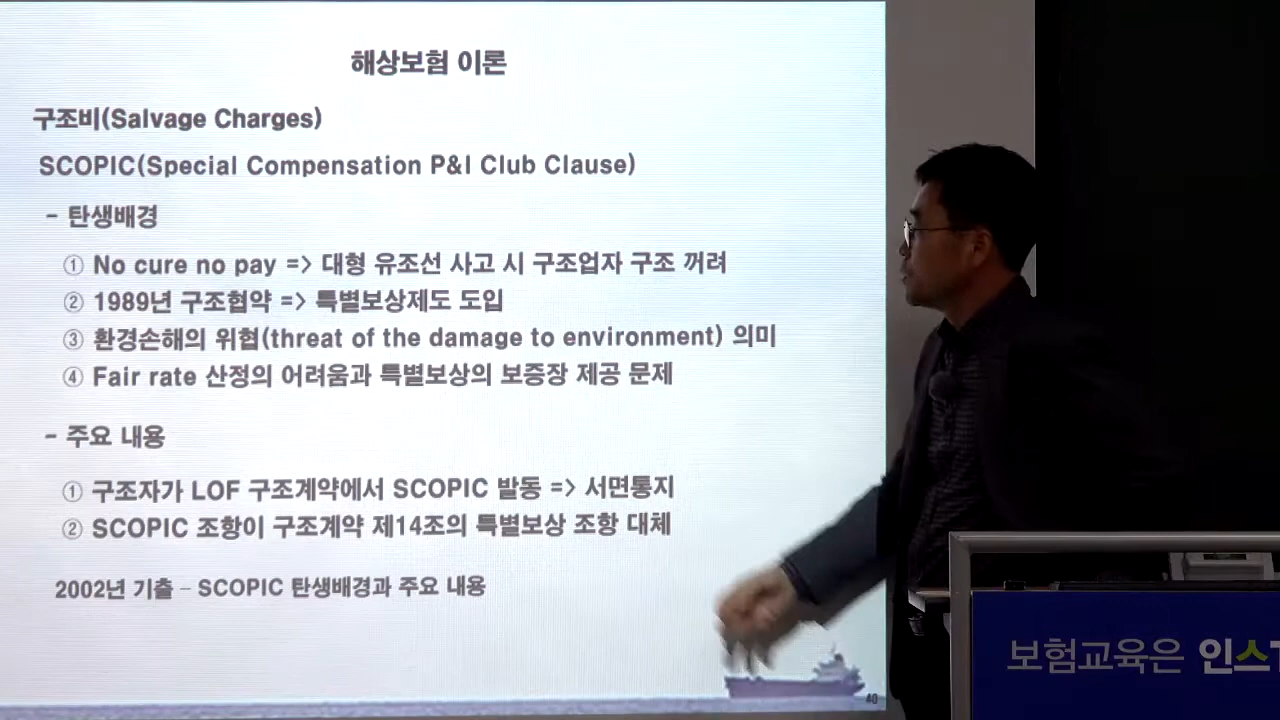 해상보험 이론
구조비(Salvage Charges)
SCOPIC(Special Compensation P&I Club Clause)
- 탄생배경
① No cure no pay => 대형 유조선 사고 시 구조업자 구조 꺼려
② 1989년 구조협약 => 특별보상제도 도입
③ 환경손해의 위협(threat of the damage to environment) 의미
④ Fair rate 산정의 어려움과 특별보상의 보증장 제공 문제
- 주요 내용
① 구조자가 LOF 구조계약에서 SCOPIC 발동 => 서면통지
② SCOPIC 조항이 구조계약 제14조의 특별보상 조항 대체
2002년 기출 – SCOPIC 탄생배경과 주요 내용
40
보험교육은 인스